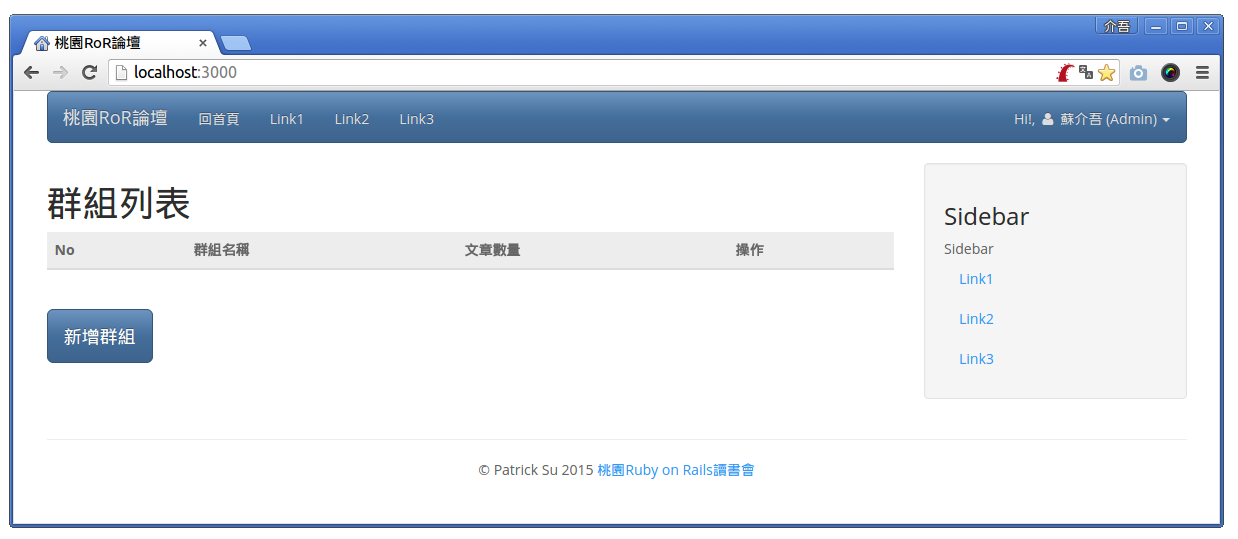 介吾
桃園RoR論壇
localhost:3000
桃園RoR論壇 回首頁 Link1 Link2 Link3 Hi!, 蘇介吾 (Admin)
群組列表
No 群組名稱 文章數量 操作
新增群組
Sidebar
Sidebar
Link1
Link2
Link3
© Patrick Su 2015 桃園Ruby on Rails讀書會